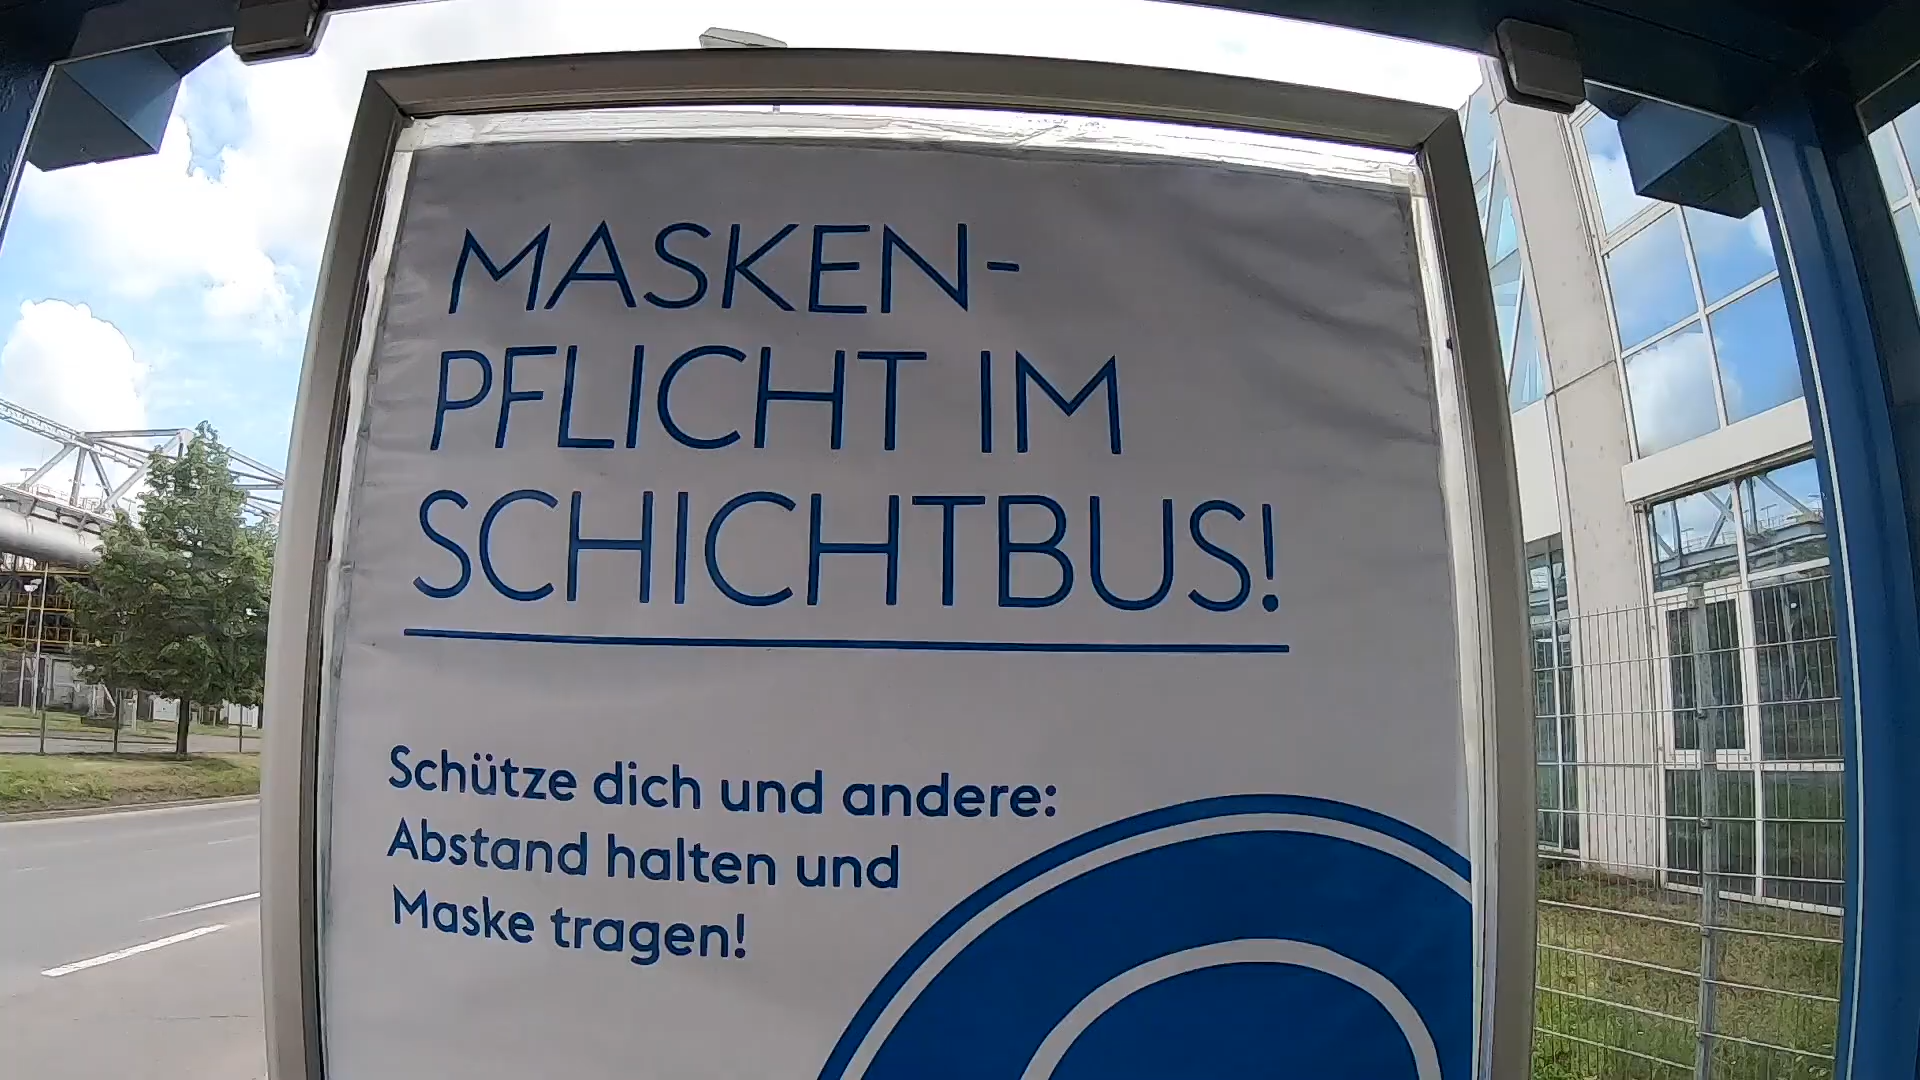 MASKEN-
PFLICHT IM
SCHICHTBUS!
Schütze dich und andere:
Abstand halten und
Maske tragen!